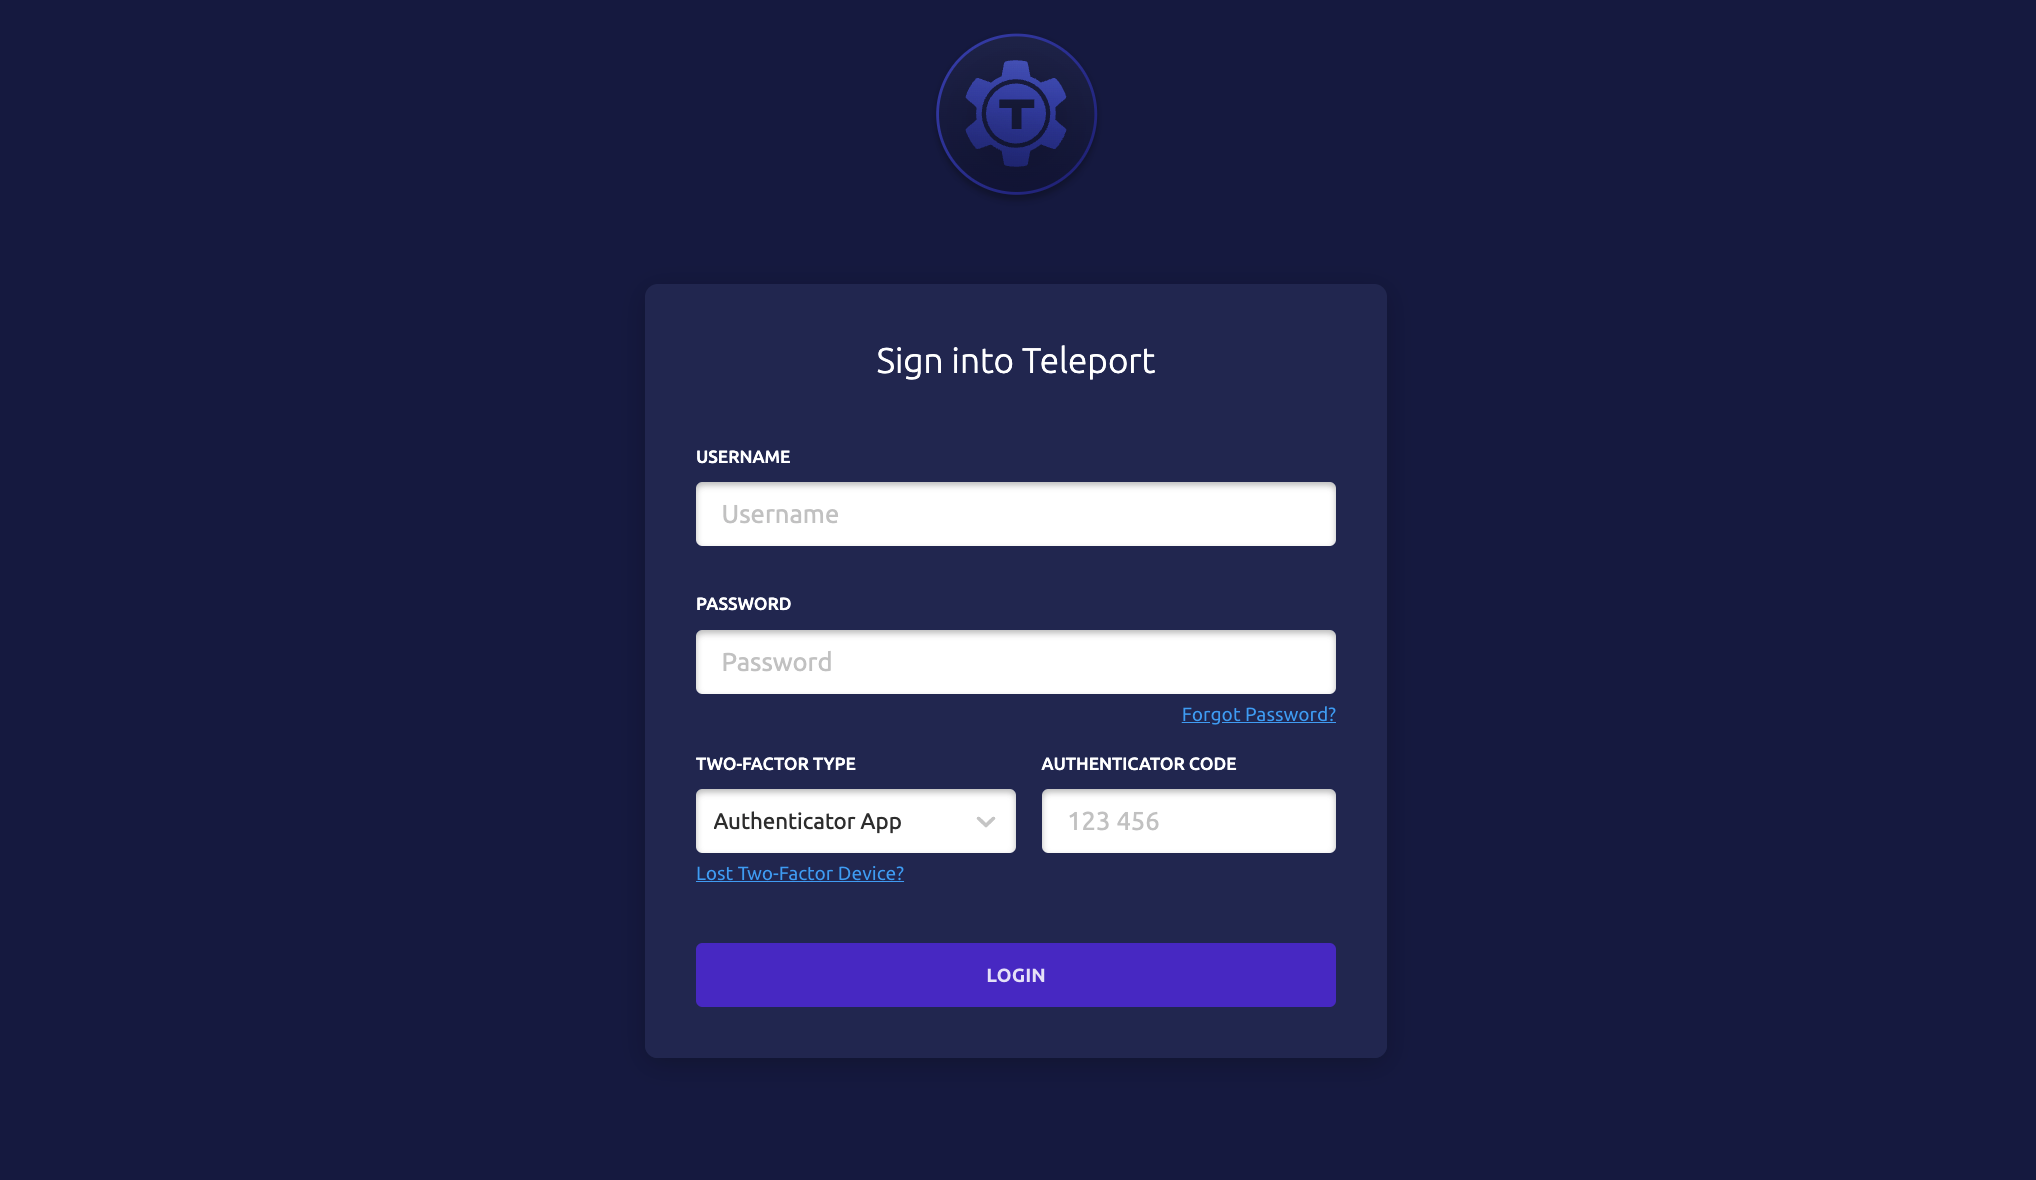 T
Sign into Teleport
USERNAME
Username
PASSWORD
Password
Forgot Password?
TWO-FACTOR TYPE
AUTHENTICATOR CODE
Authenticator App
123 456
Lost Two-Factor Device?
LOGIN